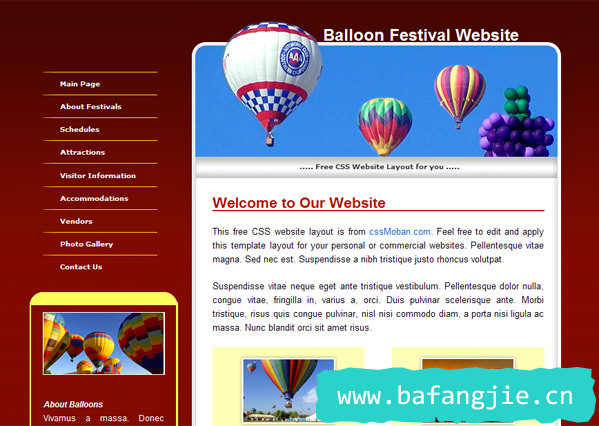 Balloon Festival Website
Main Page
About Festivals
Schedules
Attractions
Visitor Information
Accommodations
Vendors
Photo Gallery
Contact Us
About Balloons
Vivamus a massa. Donec
AAA
..... Free CSS Website Layout for you .....
Welcome to Our Website
This free CSS website layout is from cssMoban.com. Feel free to edit and apply
this template layout for your personal or commercial websites. Pellentesque vitae
magna. Sed nec est. Suspendisse a nibh tristique justo rhoncus volutpat.
Suspendisse vitae neque eget ante tristique vestibulum. Pellentesque dolor nulla,
congue vitae, fringilla in, varius a, orci. Duis pulvinar scelerisque ante. Morbi
tristique, risus quis congue pulvinar, nisl nisi commodo diam, a porta nisi ligula ac
massa. Nunc blandit orci sit amet risus.
www.bafangjie.cn